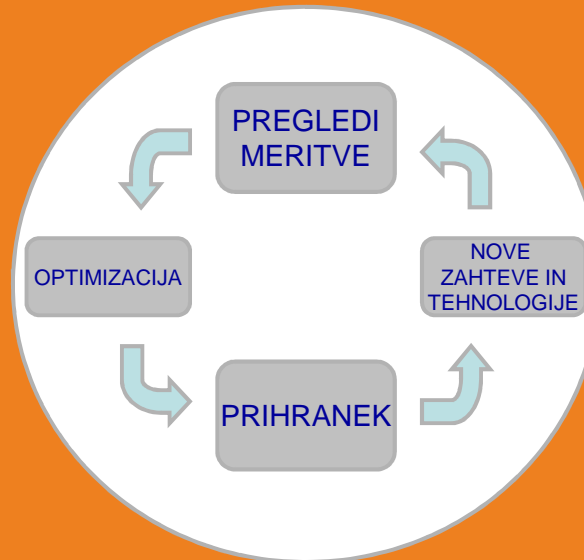 PREGLEDI
MERITVE
OPTIMIZACIJA
NOVE
ZAHTEVE IN
TEHNOLOGIJE
PRIHRANEK